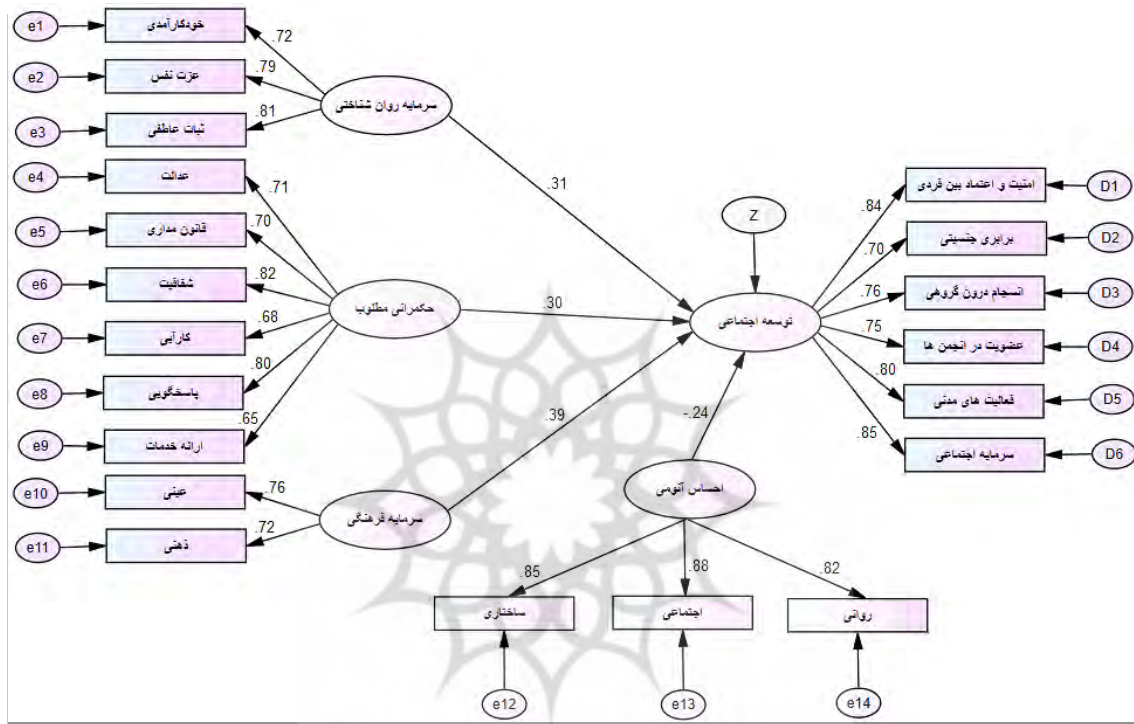 e1
خودکارآمدی
.72
e2
عزت نفس
.79
e3
ثبات عاطفی
.81
سرمایه روان شناختی
.31
e4
عدالت
.71
e5
قانون مداری
.70
e6
شفافیت
.82
e7
کارآیی
.68
e8
پاسخگویی
.80
e9
ارائه خدمات
.65
حکمرانی مطلوب
.30
e10
عینی
.76
e11
ذهنی
.72
سرمایه فرهنگی
.39
Z
توسعه اجتماعی
-.24
احساس آنومی
.85
ساختاری
e12
.88
اجتماعی
e13
.82
روانی
e14
.84
امنیت و اعتماد بین فردی
D1
.70
برابری جنسیتی
D2
.76
انسجام درون گروهی
D3
.75
عضویت در انجمن ها
D4
.80
فعالیت های مدنی
D5
.85
سرمایه اجتماعی
D6